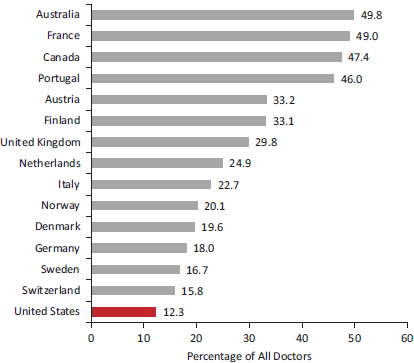 Australia 49.8
France 49.0
Canada 47.4
Portugal 46.0
Austria 33.2
Finland 33.1
United Kingdom 29.8
Netherlands 24.9
Italy 22.7
Norway 20.1
Denmark 19.6
Germany 18.0
Sweden 16.7
Switzerland 15.8
United States 12.3
0 10 20 30 40 50 60
Percentage of All Doctors